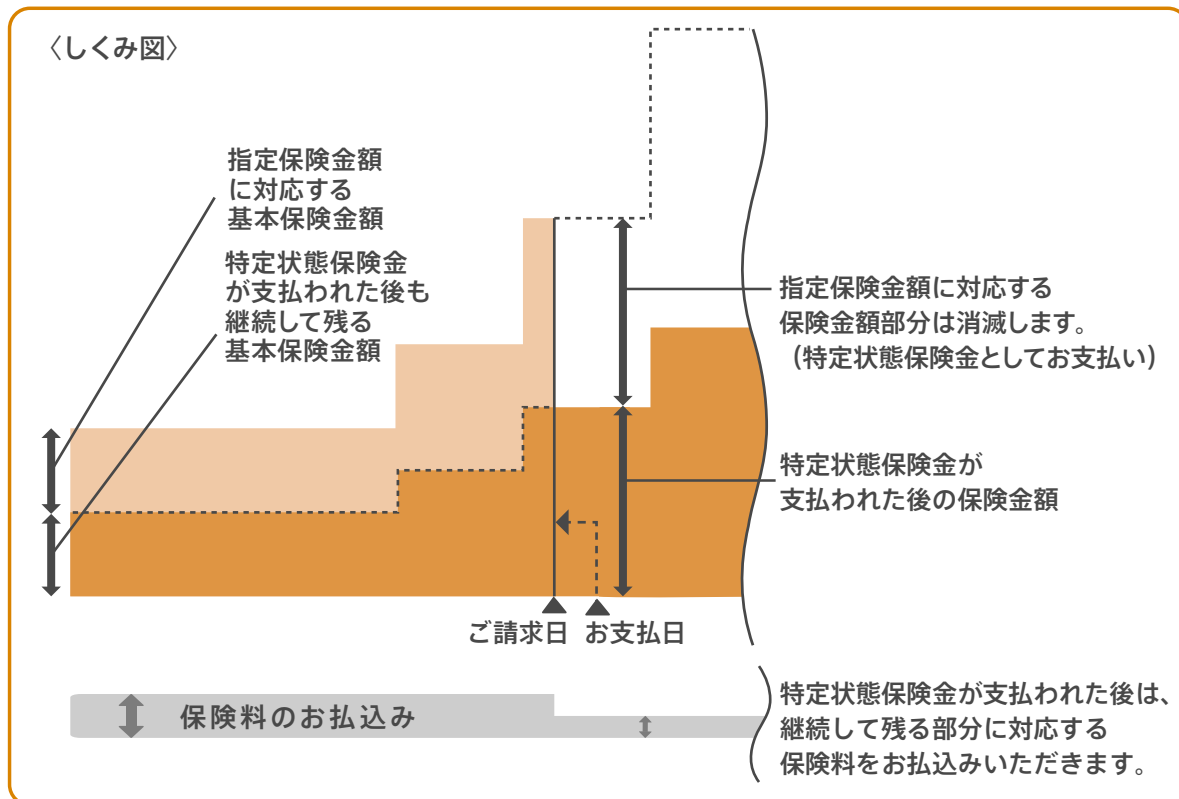 〈しくみ図〉
指定保険金額
に対応する
基本保険金額
特定状態保険金
が支払われた後も
継続して残る
基本保険金額
指定保険金額に対応する
保険金額部分は消滅します。
(特定状態保険金としてお支払い)
特定状態保険金が
支払われた後の保険金額
ご請求日 お支払日
保険料のお払込み
特定状態保険金が支払われた後は、
継続して残る部分に対応する
保険料をお払込みいただきます。